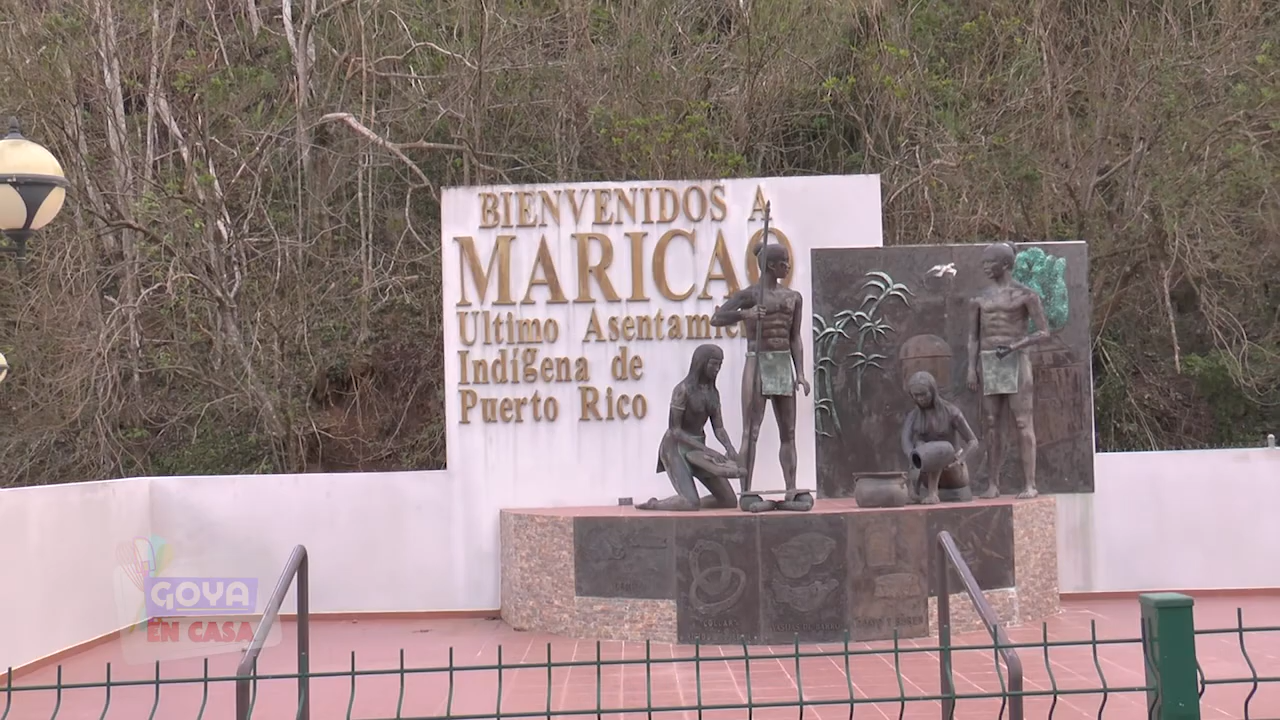 BIENVENIDOS A
MARICAO
Ultimo Asentamie
Indígena de
Puerto Rico
GOYA
EN CASA